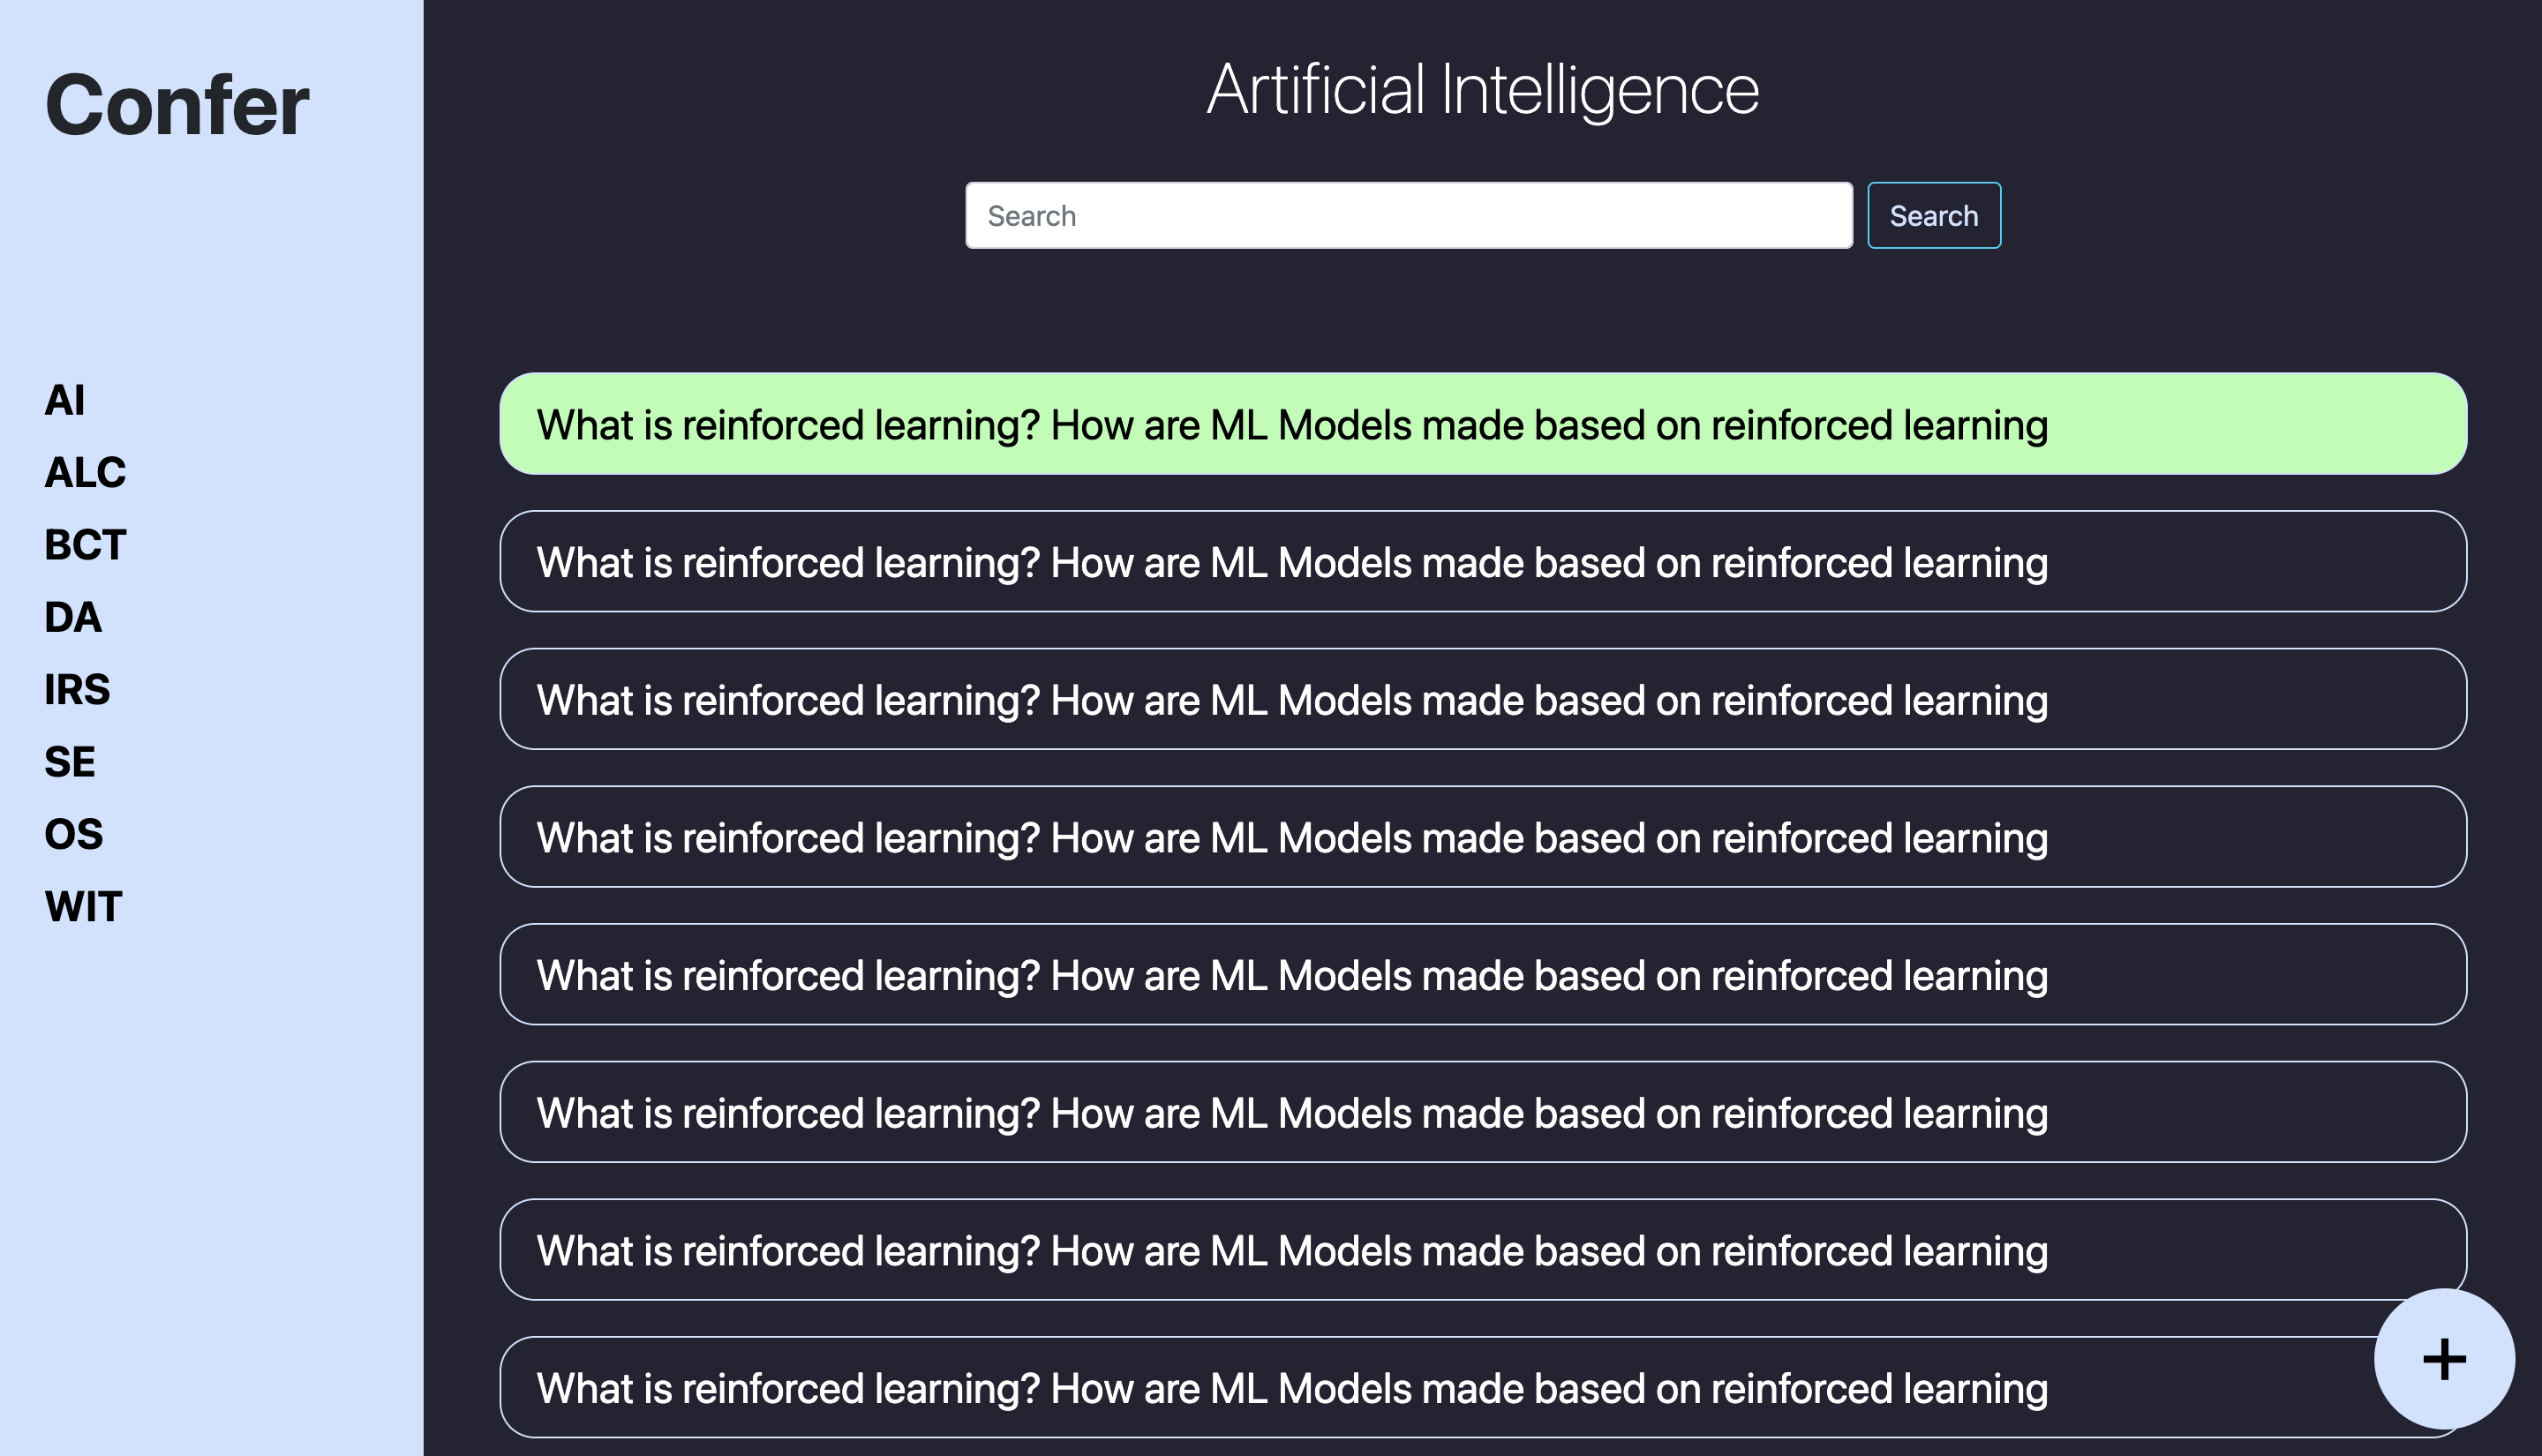 Confer
AI
ALC
BCT
DA
IRS
SE
OS
WIT
Artificial Intelligence
Search
Search
What is reinforced learning? How are ML Models made based on reinforced learning
What is reinforced learning? How are ML Models made based on reinforced learning
What is reinforced learning? How are ML Models made based on reinforced learning
What is reinforced learning? How are ML Models made based on reinforced learning
What is reinforced learning? How are ML Models made based on reinforced learning
What is reinforced learning? How are ML Models made based on reinforced learning
What is reinforced learning? How are ML Models made based on reinforced learning
What is reinforced learning? How are ML Models made based on reinforced learning
+